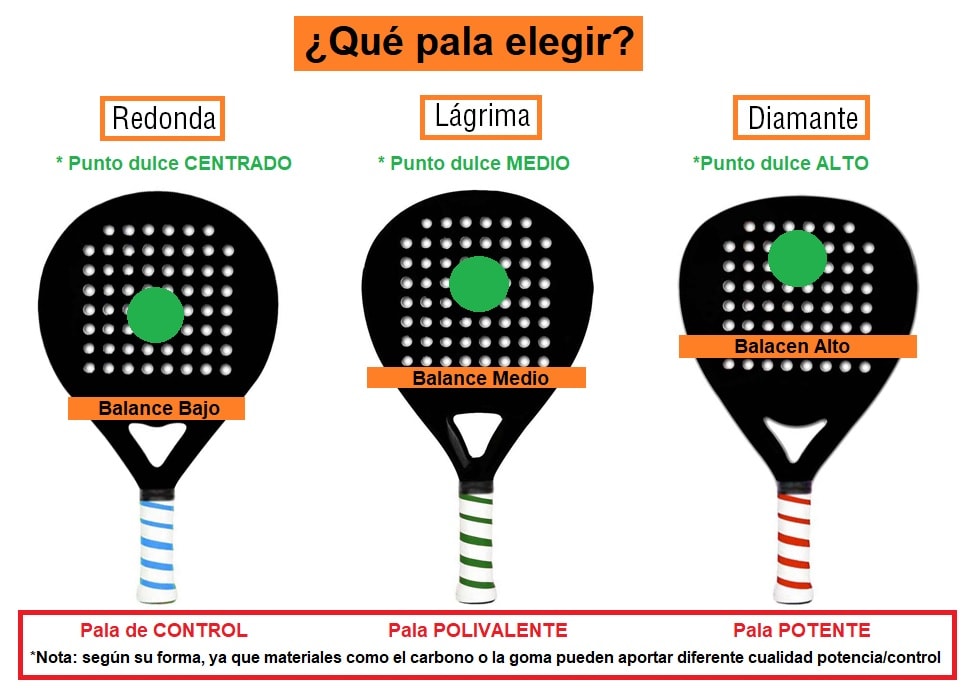 ¿Qué pala elegir?
Redonda
Lágrima
Diamante
* Punto dulce CENTRADO
* Punto dulce MEDIO
*Punto dulce ALTO
Balance Bajo
Balance Medio
Balacen Alto
Pala de CONTROL
Pala POLIVALENTE
Pala POTENTE
*Nota: según su forma, ya que materiales como el carbono o la goma pueden aportar diferente cualidad potencia/control